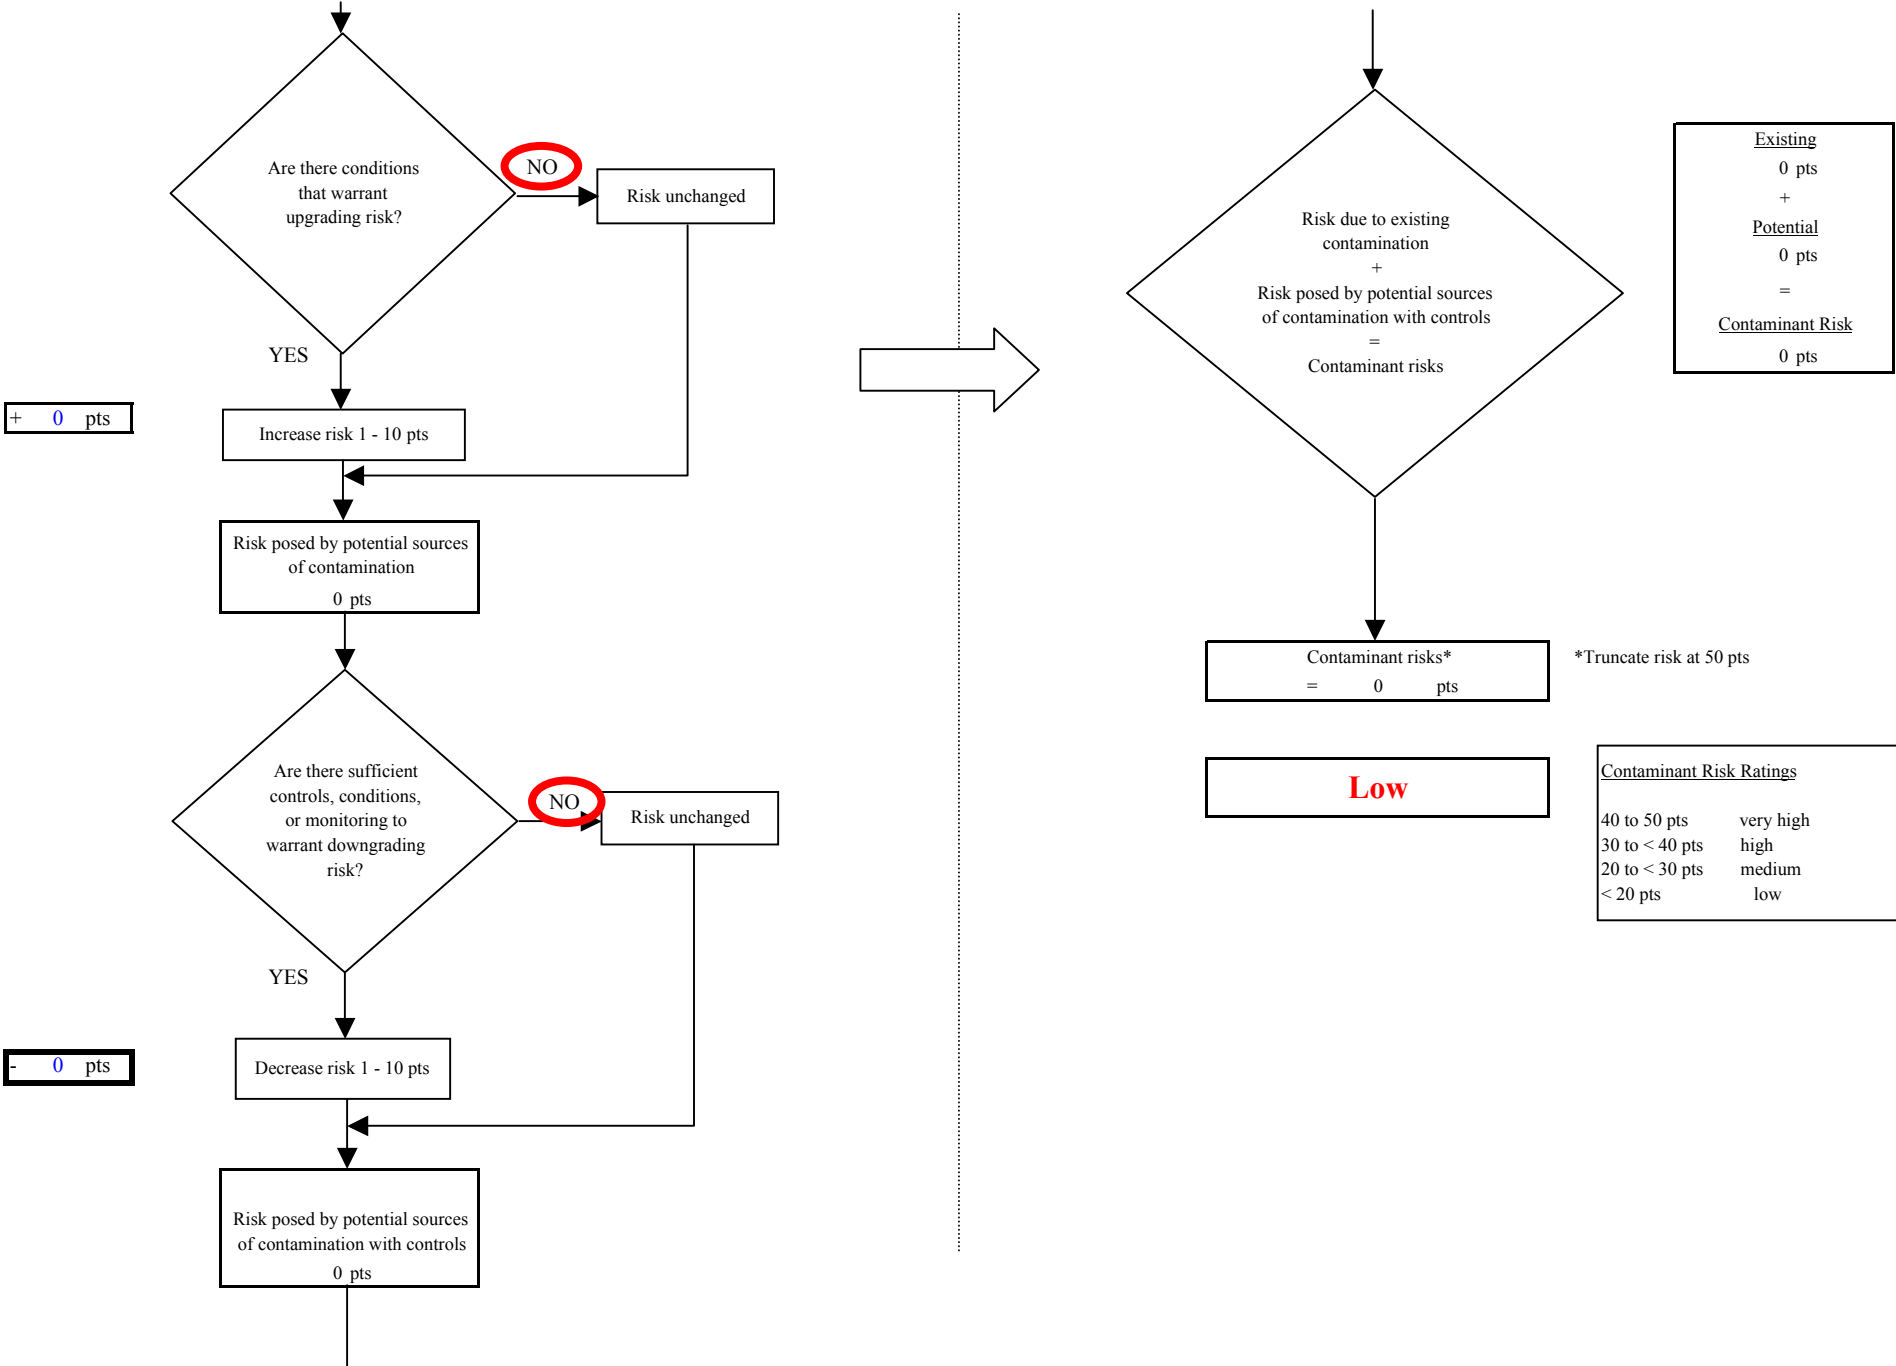 Are there conditions
that warrant
upgrading risk?
NO
Risk unchanged
YES
+ 0 pts
Increase risk 1 - 10 pts
Risk posed by potential sources
of contamination
0 pts
Are there sufficient
controls, conditions,
or monitoring to
warrant downgrading
risk?
NO
Risk unchanged
YES
- 0 pts
Decrease risk 1 - 10 pts
Risk posed by potential sources
of contamination with controls
0 pts
Risk due to existing
contamination
+
Risk posed by potential sources
of contamination with controls
=
Contaminant risks
Existing
0 pts
+
Potential
0 pts
=
Contaminant Risk
0 pts
Contaminant risks*
= 0 pts
*Truncate risk at 50 pts
Low
Contaminant Risk Ratings
40 to 50 pts very high
30 to < 40 pts high
20 to < 30 pts medium
< 20 pts low